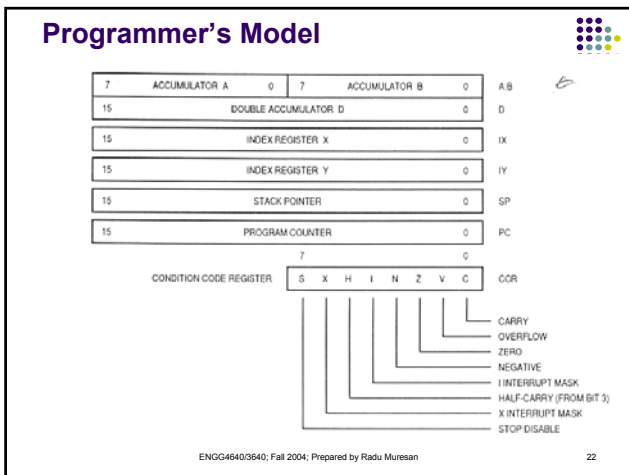 Programmer's Model
7 ACCUMULATOR A 0 7 ACCUMULATOR B 0 A:B
15 DOUBLE ACCUMULATOR D 0 D
15 INDEX REGISTER X 0 IX
15 INDEX REGISTER Y 0 IY
15 STACK POINTER 0 SP
15 PROGRAM COUNTER 0 PC
7 0
CONDITION CODE REGISTER S X H I N Z V C CCR
CARRY
OVERFLOW
ZERO
NEGATIVE
I INTERRUPT MASK
HALF-CARRY (FROM BIT 3)
X INTERRUPT MASK
STOP DISABLE
ENGG4640/3640; Fall 2004; Prepared by Radu Muresan 22